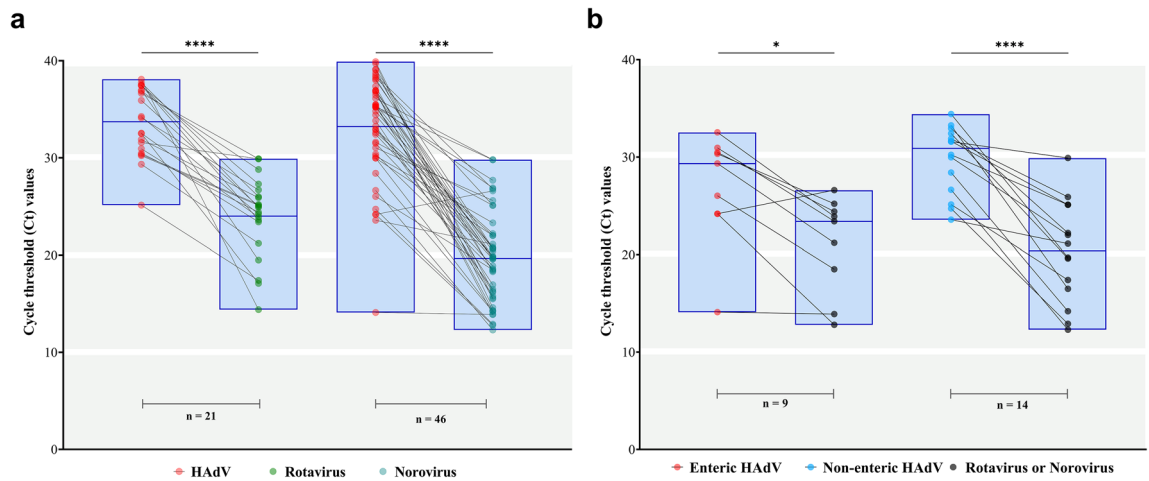 a
b
**** ****
* ****
Cycle threshold (Ct) values
40
30
20
10
0
n = 21
n = 46
HAdV Rotavirus Norovirus
Cycle threshold (Ct) values
40
30
20
10
0
n = 9
n = 14
Enteric HAdV Non-enteric HAdV Rotavirus or Norovirus